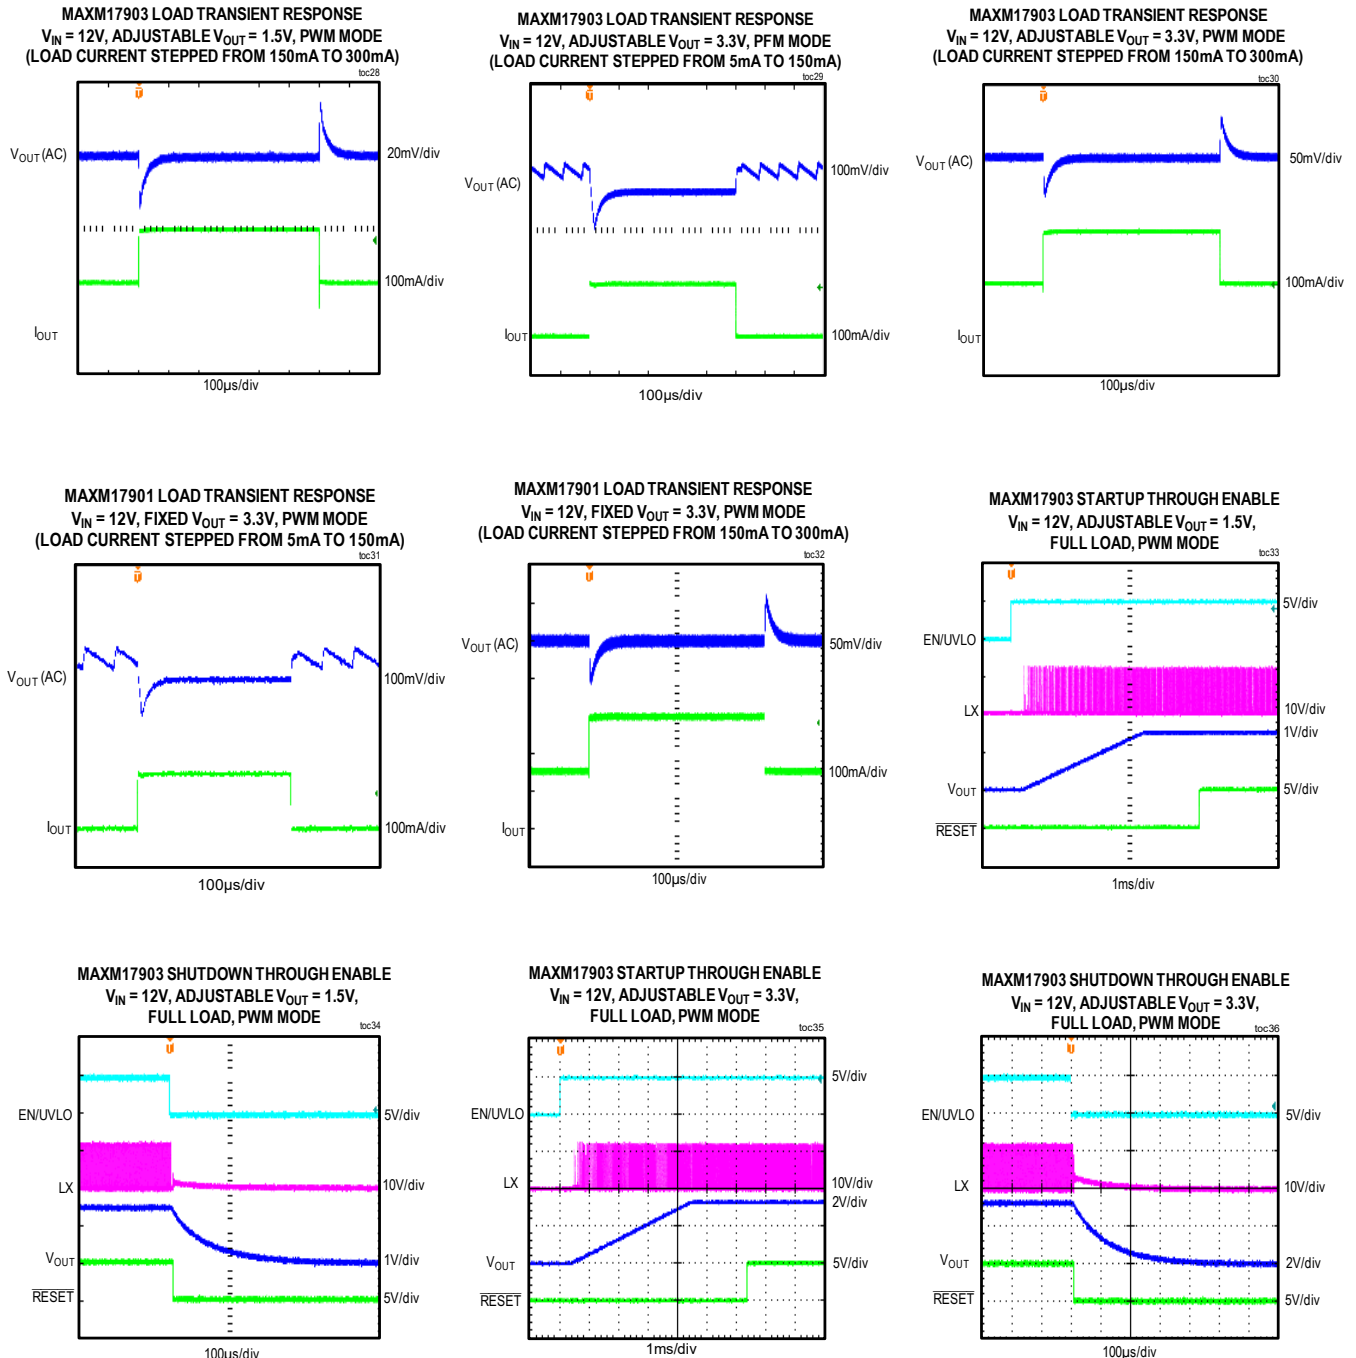 MAXM17903 LOAD TRANSIENT RESPONSE
VIN = 12V, ADJUSTABLE VOUT = 1.5V, PWM MODE
(LOAD CURRENT STEPPED FROM 150mA TO 300mA)
toc28
VOUT (AC)
20mV/div
100mA/div
IOUT
100µs/div
MAXM17903 LOAD TRANSIENT RESPONSE
VIN = 12V, ADJUSTABLE VOUT = 3.3V, PFM MODE
(LOAD CURRENT STEPPED FROM 5mA TO 150mA)
toc29
100mV/div
VOUT (AC)
IOUT
100mA/div
100µs/div
MAXM17903 LOAD TRANSIENT RESPONSE
VIN = 12V, ADJUSTABLE VOUT = 3.3V, PWM MODE
(LOAD CURRENT STEPPED FROM 150mA TO 300mA)
toc30
VOUT (AC)
50mV/div
100mA/div
IOUT
100µs/div
MAXM17901 LOAD TRANSIENT RESPONSE
VIN = 12V, FIXED VOUT = 3.3V, PWM MODE
(LOAD CURRENT STEPPED FROM 5mA TO 150mA)
toc31
VOUT (AC)
100mV/div
IOUT
100mA/div
100µs/div
MAXM17901 LOAD TRANSIENT RESPONSE
VIN = 12V, FIXED VOUT = 3.3V, PWM MODE
(LOAD CURRENT STEPPED FROM 150mA TO 300mA)
toc32
VOUT (AC)
50mV/div
100mA/div
IOUT
100µs/div
MAXM17903 STARTUP THROUGH ENABLE
VIN = 12V, ADJUSTABLE VOUT = 1.5V,
FULL LOAD, PWM MODE
toc33
5V/div
EN/UVLO
LX
10V/div
1V/div
VOUT
5V/div
RESET
1ms/div
MAXM17903 SHUTDOWN THROUGH ENABLE
VIN = 12V, ADJUSTABLE VOUT = 1.5V,
FULL LOAD, PWM MODE
toc34
EN/UVLO
5V/div
LX
10V/div
VOUT
1V/div
RESET
5V/div
100µs/div
MAXM17903 STARTUP THROUGH ENABLE
VIN = 12V, ADJUSTABLE VOUT = 3.3V,
FULL LOAD, PWM MODE
toc35
5V/div
EN/UVLO
LX
10V/div
2V/div
VOUT
5V/div
RESET
1ms/div
MAXM17903 SHUTDOWN THROUGH ENABLE
VIN = 12V, ADJUSTABLE VOUT = 3.3V,
FULL LOAD, PWM MODE
toc36
EN/UVLO
5V/div
LX
10V/div
VOUT
2V/div
RESET
5V/div
100µs/div